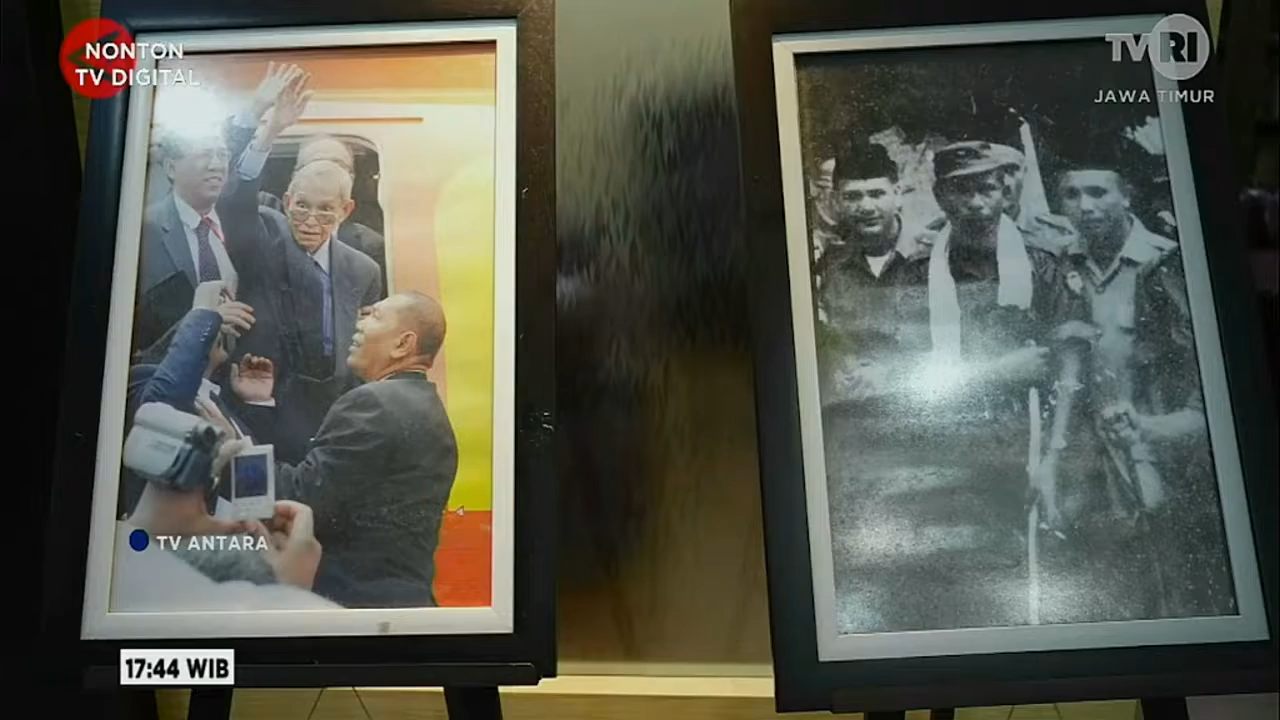 NONTON
TV DIGITAL
TVRI
JAWA TIMUR
TV ANTARA
17:44 WIB